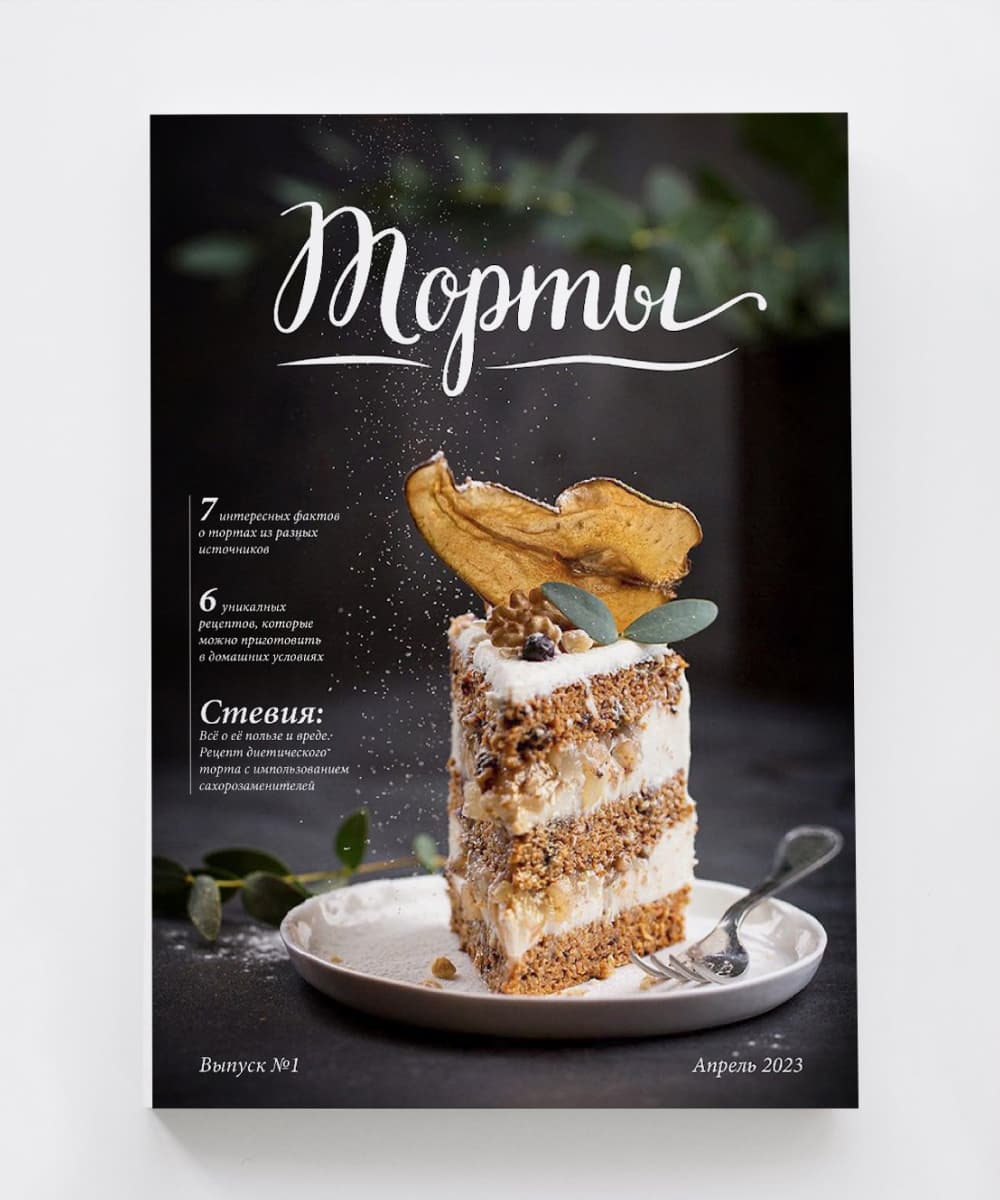 Торты
7 интересных фактов
о тортах из разных
источников
6 уникалных
рецептов, которые
можно приготовить
в домашних условиях
Стевия:
Всё о её пользе и вреде.
Рецепт диетического
торта с импользованием
сахорозаменителей
Выпуск №1
Апрель 2023